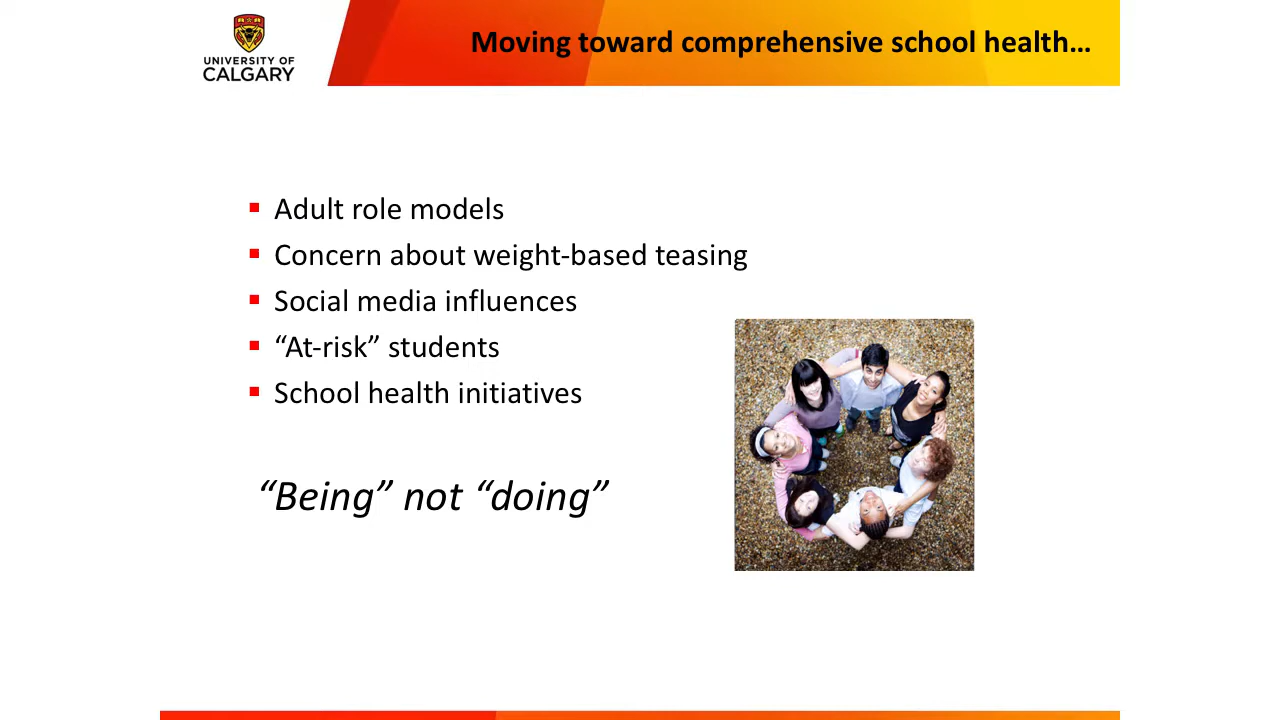 UNIVERSITY OF
CALGARY
Moving toward comprehensive school health…
Adult role models
Concern about weight-based teasing
Social media influences
“At-risk” students
School health initiatives
“Being” not “doing”